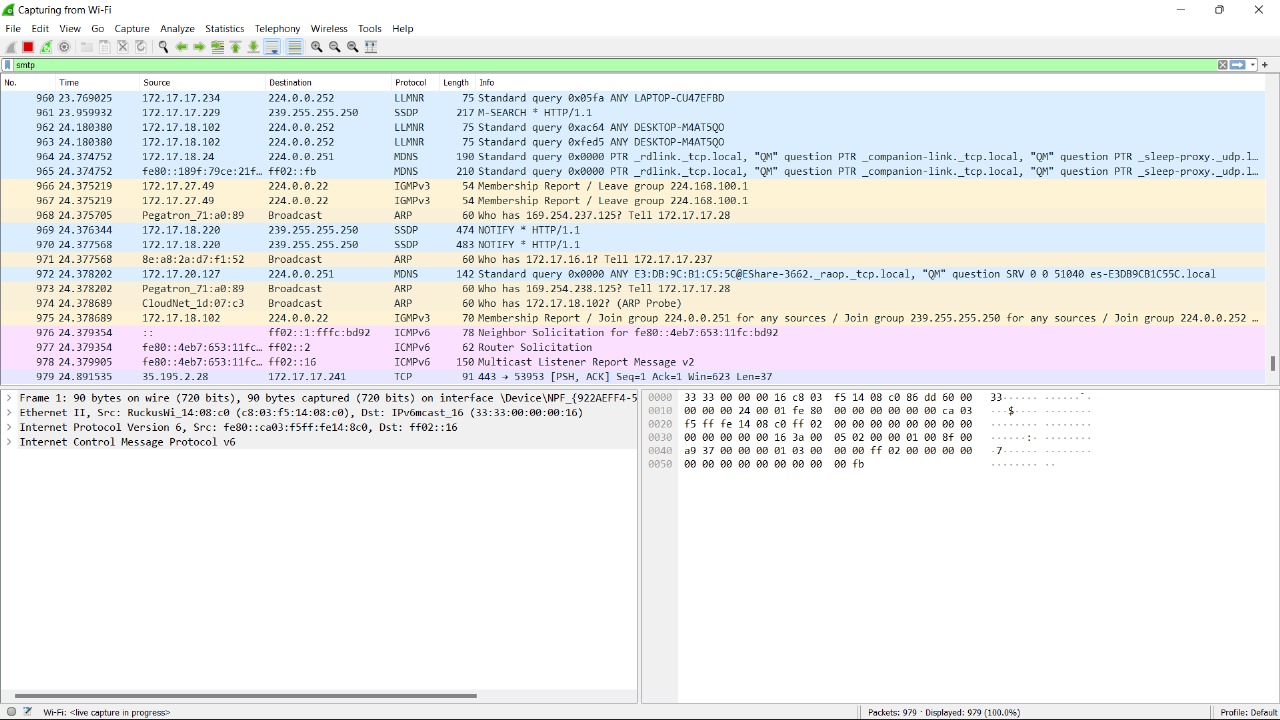 Capturing from Wi-Fi
File Edit View Go Capture Analyze Statistics Telephony Wireless Tools Help
smtp
No. Time Source Destination Protocol Length Info
960 23.769025 172.17.17.234 224.0.0.252 LLMNR 75 Standard query 0x05fa ANY LAPTOP-CU47EFBD
961 23.959932 172.17.17.229 239.255.255.250 SSDP 217 M-SEARCH * HTTP/1.1
962 24.180380 172.17.18.102 224.0.0.252 LLMNR 75 Standard query 0xac64 ANY DESKTOP-M4AT5QO
963 24.180380 172.17.18.102 224.0.0.252 LLMNR 75 Standard query 0xfed5 ANY DESKTOP-M4AT5QO
964 24.374752 172.17.18.24 224.0.0.251 MDNS 190 Standard query 0x0000 PTR _rdlink._tcp.local, "QM" question PTR _companion-link._tcp.local, "QM" question PTR _sleep-proxy._udp.l…
965 24.374752 fe80::189f:79ce:21f… ff02::fb MDNS 210 Standard query 0x0000 PTR _rdlink._tcp.local, "QM" question PTR _companion-link._tcp.local, "QM" question PTR _sleep-proxy._udp.l…
966 24.375219 172.17.27.49 224.0.0.22 IGMPv3 54 Membership Report / Leave group 224.168.100.1
967 24.375219 172.17.27.49 224.0.0.22 IGMPv3 54 Membership Report / Leave group 224.168.100.1
968 24.375705 Pegatron_71:a0:89 Broadcast ARP 60 Who has 169.254.237.125? Tell 172.17.17.28
969 24.376344 172.17.18.220 239.255.255.250 SSDP 474 NOTIFY * HTTP/1.1
970 24.377568 172.17.18.220 239.255.255.250 SSDP 483 NOTIFY * HTTP/1.1
971 24.377568 8e:a8:2a:d7:f1:52 Broadcast ARP 60 Who has 172.17.16.1? Tell 172.17.17.237
972 24.378202 172.17.20.127 224.0.0.251 MDNS 142 Standard query 0x0000 ANY E3:DB:9C:B1:C5:5C@EShare-3662._raop._tcp.local, "QM" question SRV 0 0 51040 es-E3DB9CB1C55C.local
973 24.378202 Pegatron_71:a0:89 Broadcast ARP 60 Who has 169.254.238.125? Tell 172.17.17.28
974 24.378689 CloudNet_1d:07:c3 Broadcast ARP 60 Who has 172.17.18.102? (ARP Probe)
975 24.378689 172.17.18.102 224.0.0.22 IGMPv3 70 Membership Report / Join group 224.0.0.251 for any sources / Join group 239.255.255.250 for any sources / Join group 224.0.0.252 …
976 24.379354 :: ff02::1:fffc:bd92 ICMPv6 78 Neighbor Solicitation for fe80::4eb7:653:11fc:bd92
977 24.379354 fe80::4eb7:653:11fc… ff02::2 ICMPv6 62 Router Solicitation
978 24.379905 fe80::4eb7:653:11fc… ff02::16 ICMPv6 150 Multicast Listener Report Message v2
979 24.891535 35.195.2.28 172.17.17.241 TCP 91 443 → 53953 [PSH, ACK] Seq=1 Ack=1 Win=623 Len=37
Frame 1: 90 bytes on wire (720 bits), 90 bytes captured (720 bits) on interface \Device\NPF_{922AEFF4-5
Ethernet II, Src: RuckusWi_14:08:c0 (c8:03:f5:14:08:c0), Dst: IPv6mcast_16 (33:33:00:00:00:16)
Internet Protocol Version 6, Src: fe80::ca03:f5ff:fe14:8c0, Dst: ff02::16
Internet Control Message Protocol v6
0000 33 33 00 00 00 16 c8 03 f5 14 08 c0 86 dd 60 00 33······ ······`·
0010 00 00 00 24 00 01 fe 80 00 00 00 00 00 00 ca 03 ···$···· ········
0020 f5 ff fe 14 08 c0 ff 02 00 00 00 00 00 00 00 00 ········ ········
0030 00 00 00 00 00 16 3a 00 05 02 00 00 01 00 8f 00 ······:· ········
0040 a9 37 00 00 00 01 03 00 00 00 ff 02 00 00 00 00 ·7······ ········
0050 00 00 00 00 00 00 00 00 00 fb ········ ··
Wi-Fi: <live capture in progress> Packets: 979 · Displayed: 979 (100.0%) Profile: Default